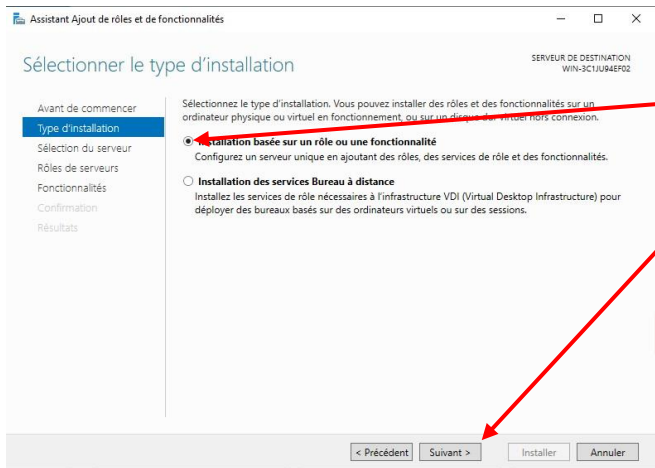 Assistant Ajout de rôles et de fonctionnalités
Sélectionner le type d'installation
SERVEUR DE DESTINATION
WIN-3C1JU94EF02
Avant de commencer
Type d'installation
Sélection du serveur
Rôles de serveurs
Fonctionnalités
Confirmation
Résultats
Sélectionnez le type d'installation. Vous pouvez installer des rôles et des fonctionnalités sur un
ordinateur physique ou virtuel en fonctionnement, ou sur un disque dur virtuel hors connexion.
Installation basée sur un rôle ou une fonctionnalité
Configurez un serveur unique en ajoutant des rôles, des services de rôle et des fonctionnalités.
Installation des services Bureau à distance
Installez les services de rôle nécessaires à l'infrastructure VDI (Virtual Desktop Infrastructure) pour
déployer des bureaux basés sur des ordinateurs virtuels ou sur des sessions.
< Précédent Suivant > Installer Annuler